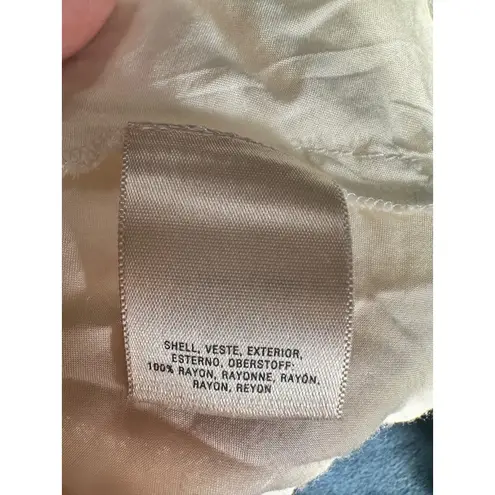 SHELL, VESTE, EXTERIOR,
ESTERNO, OBERSTOFF:
100% RAYON, RAYONNE, RAYÓN,
RAYON, REYON